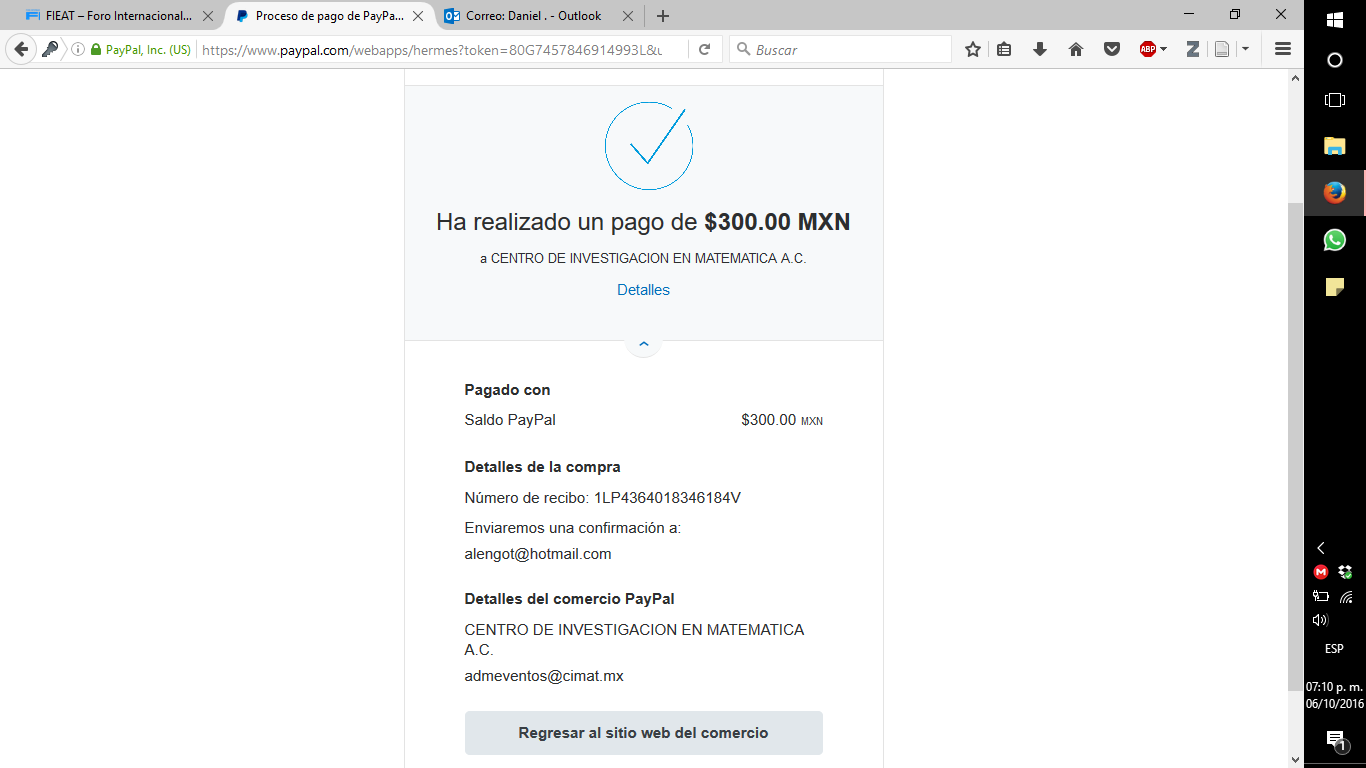 FIEAT – Foro Internacional...
Proceso de pago de PayPa...
Correo: Daniel . - Outlook
PayPal, Inc. (US)
https://www.paypal.com/webapps/hermes?token=80G7457846914993L&u
Buscar
ABP
Ha realizado un pago de $300.00 MXN
a CENTRO DE INVESTIGACION EN MATEMATICA A.C.
Detalles
Pagado con
Saldo PayPal $300.00 MXN
Detalles de la compra
Número de recibo: 1LP4364018346184V
Enviaremos una confirmación a:
alengot@hotmail.com
Detalles del comercio PayPal
CENTRO DE INVESTIGACION EN MATEMATICA
A.C.
admeventos@cimat.mx
Regresar al sitio web del comercio
ESP
07:10 p. m.
06/10/2016
1